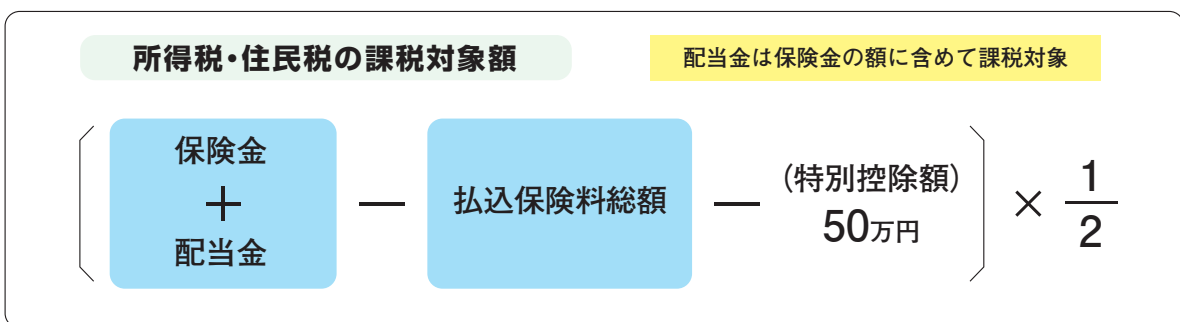 所得税・住民税の課税対象額
配当金は保険金の額に含めて課税対象
保険金
＋
配当金
―
払込保険料総額
―
(特別控除額)
50万円
×
1
2